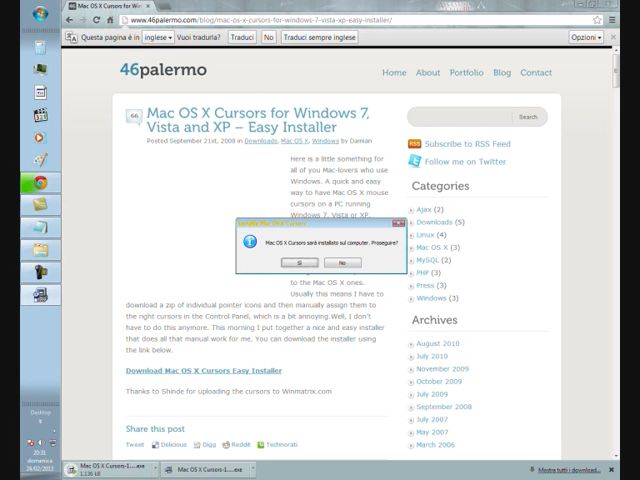 Mac OS X Cursors for Win
www.46palermo.com/blog/mac-os-x-cursors-for-windows-7-vista-xp-easy-installer/
Questa pagina è in inglese Vuoi tradurla? Traduci No Traduci sempre inglese Opzioni
46palermo
Home About Portfolio Blog Contact
66
Mac OS X Cursors for Windows 7,
Vista and XP – Easy Installer
Posted September 21st, 2008 in Downloads, Mac OS X, Windows by Damian
Here is a little something for
all of you Mac-lovers who use
Windows. A quick and easy
way to have Mac OS X mouse
cursors on a PC running
Windows 7, Vista or XP.
Mac OS X Cursors sarà installato sul computer. Proseguire?
Sì No
to the Mac OS X ones.
Usually this means I have to
download a zip of individual pointer icons and then manually assign them to
the right cursors in the Control Panel, which is a bit annoying.Well, I don't
have to do this anymore. This morning I put together a nice and easy installer
that does all that manual work for me. You can download the installer using
the link below.
Download Mac OS X Cursors Easy Installer
Thanks to Shinde for uploading the cursors to Winmatrix.com
Share this post
Tweet Delicious Digg Reddit Technorati
Search
RSS Subscribe to RSS Feed
Follow me on Twitter
Categories
Ajax (2)
Downloads (5)
Linux (4)
Mac OS X (3)
MySQL (2)
PHP (3)
Press (3)
Windows (3)
Archives
August 2010
July 2010
November 2009
October 2009
July 2009
September 2008
July 2007
May 2007
March 2006
Desktop
20:31
domenica
Mac OS X Cursors-1....exe
Mac OS X Cursors-1....exe
Mostra tutti i download...